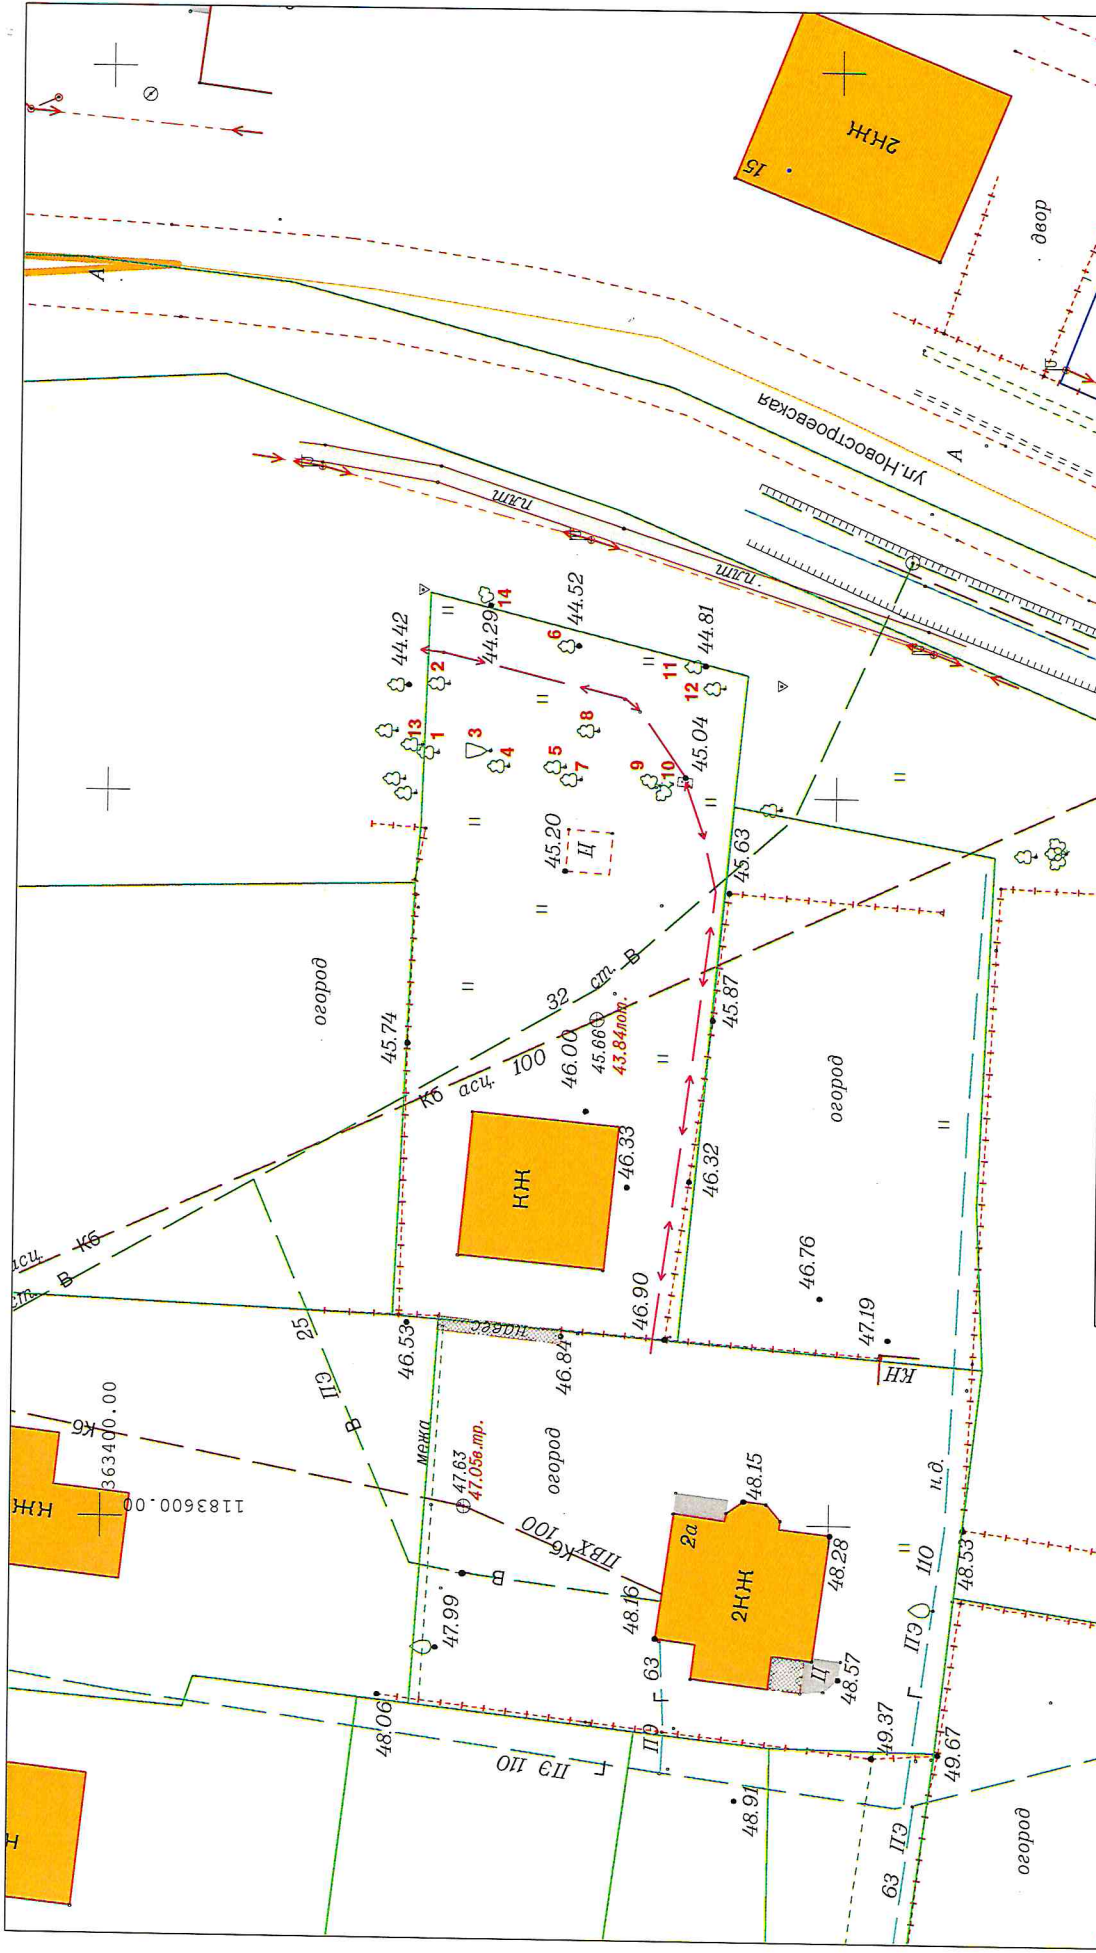 А
2КЖ
15
двор
ул.Новостроевская
А
плт
плт
44.42
44.29
14
44.52
6
44.81
11
12
2
13
1
3
4
5
7
8
9
10
45.04
45.20
Ц
45.63
огород
45.74
32
ст.
В
45.87
Кб
асц.
100
46.00
45.66
43.84лот.
огород
КЖ
46.33
46.32
асц.
Кб
ст.
В
46.90
46.76
47.19
КН
46.53
навес
46.84
25
ПЭ
В
межа
огород
Кб
363400.00
1183600.00
КЖ
47.63
47.05в.тр.
Кб
100
ПВХ
В
48.15
2а
2КЖ
48.28
48.16
н.д.
110
48.53
ПЭ
Г
47.99
63
Г
ПЭ
Ц
48.57
48.06
49.37
49.67
ПЭ 110
Г
48.91
63
ПЭ
огород